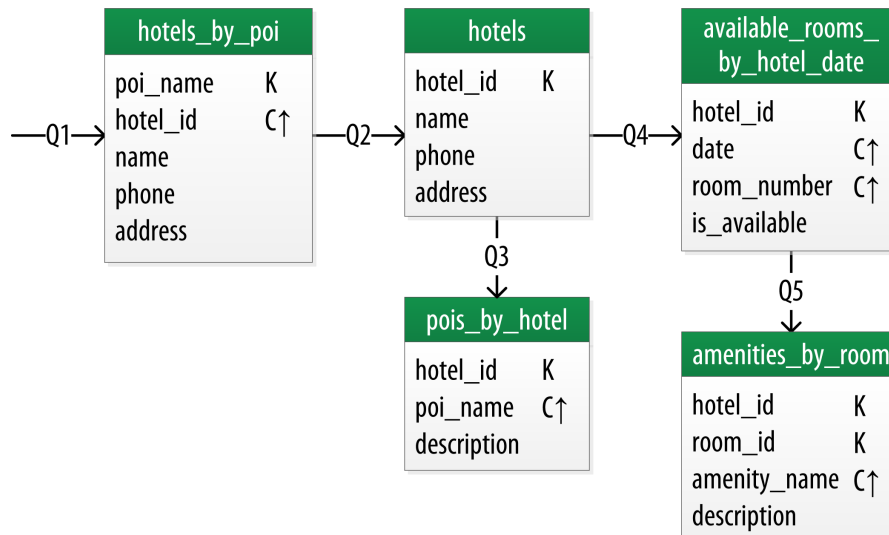 hotels_by_poi
poi_name K
hotel_id C↑
name
phone
address
Q1
Q2
hotels
hotel_id K
name
phone
address
Q3
pois_by_hotel
hotel_id K
poi_name C↑
description
Q4
available_rooms_
by_hotel_date
hotel_id K
date C↑
room_number C↑
is_available
Q5
amenities_by_room
hotel_id K
room_id K
amenity_name C↑
description